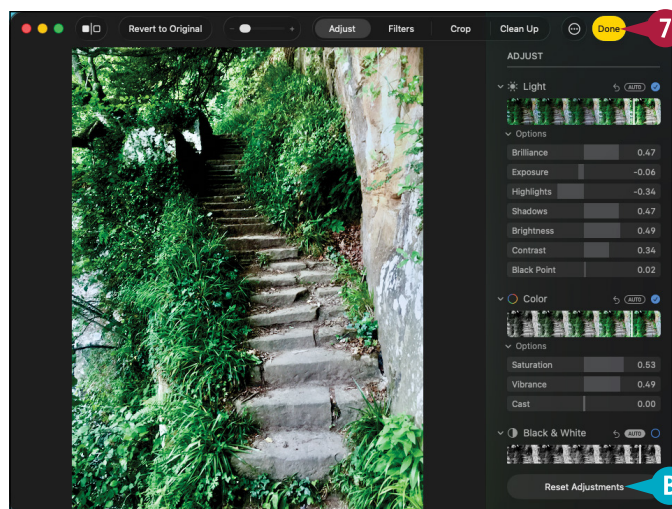 Revert to Original - + Adjust Filters Crop Clean Up Done 7
ADJUST
Light AUTO
Options
Brilliance 0.47
Exposure -0.06
Highlights -0.34
Shadows 0.47
Brightness 0.49
Contrast 0.34
Black Point 0.02
Color AUTO
Options
Saturation 0.53
Vibrance 0.49
Cast 0.00
Black & White AUTO
Reset Adjustments B